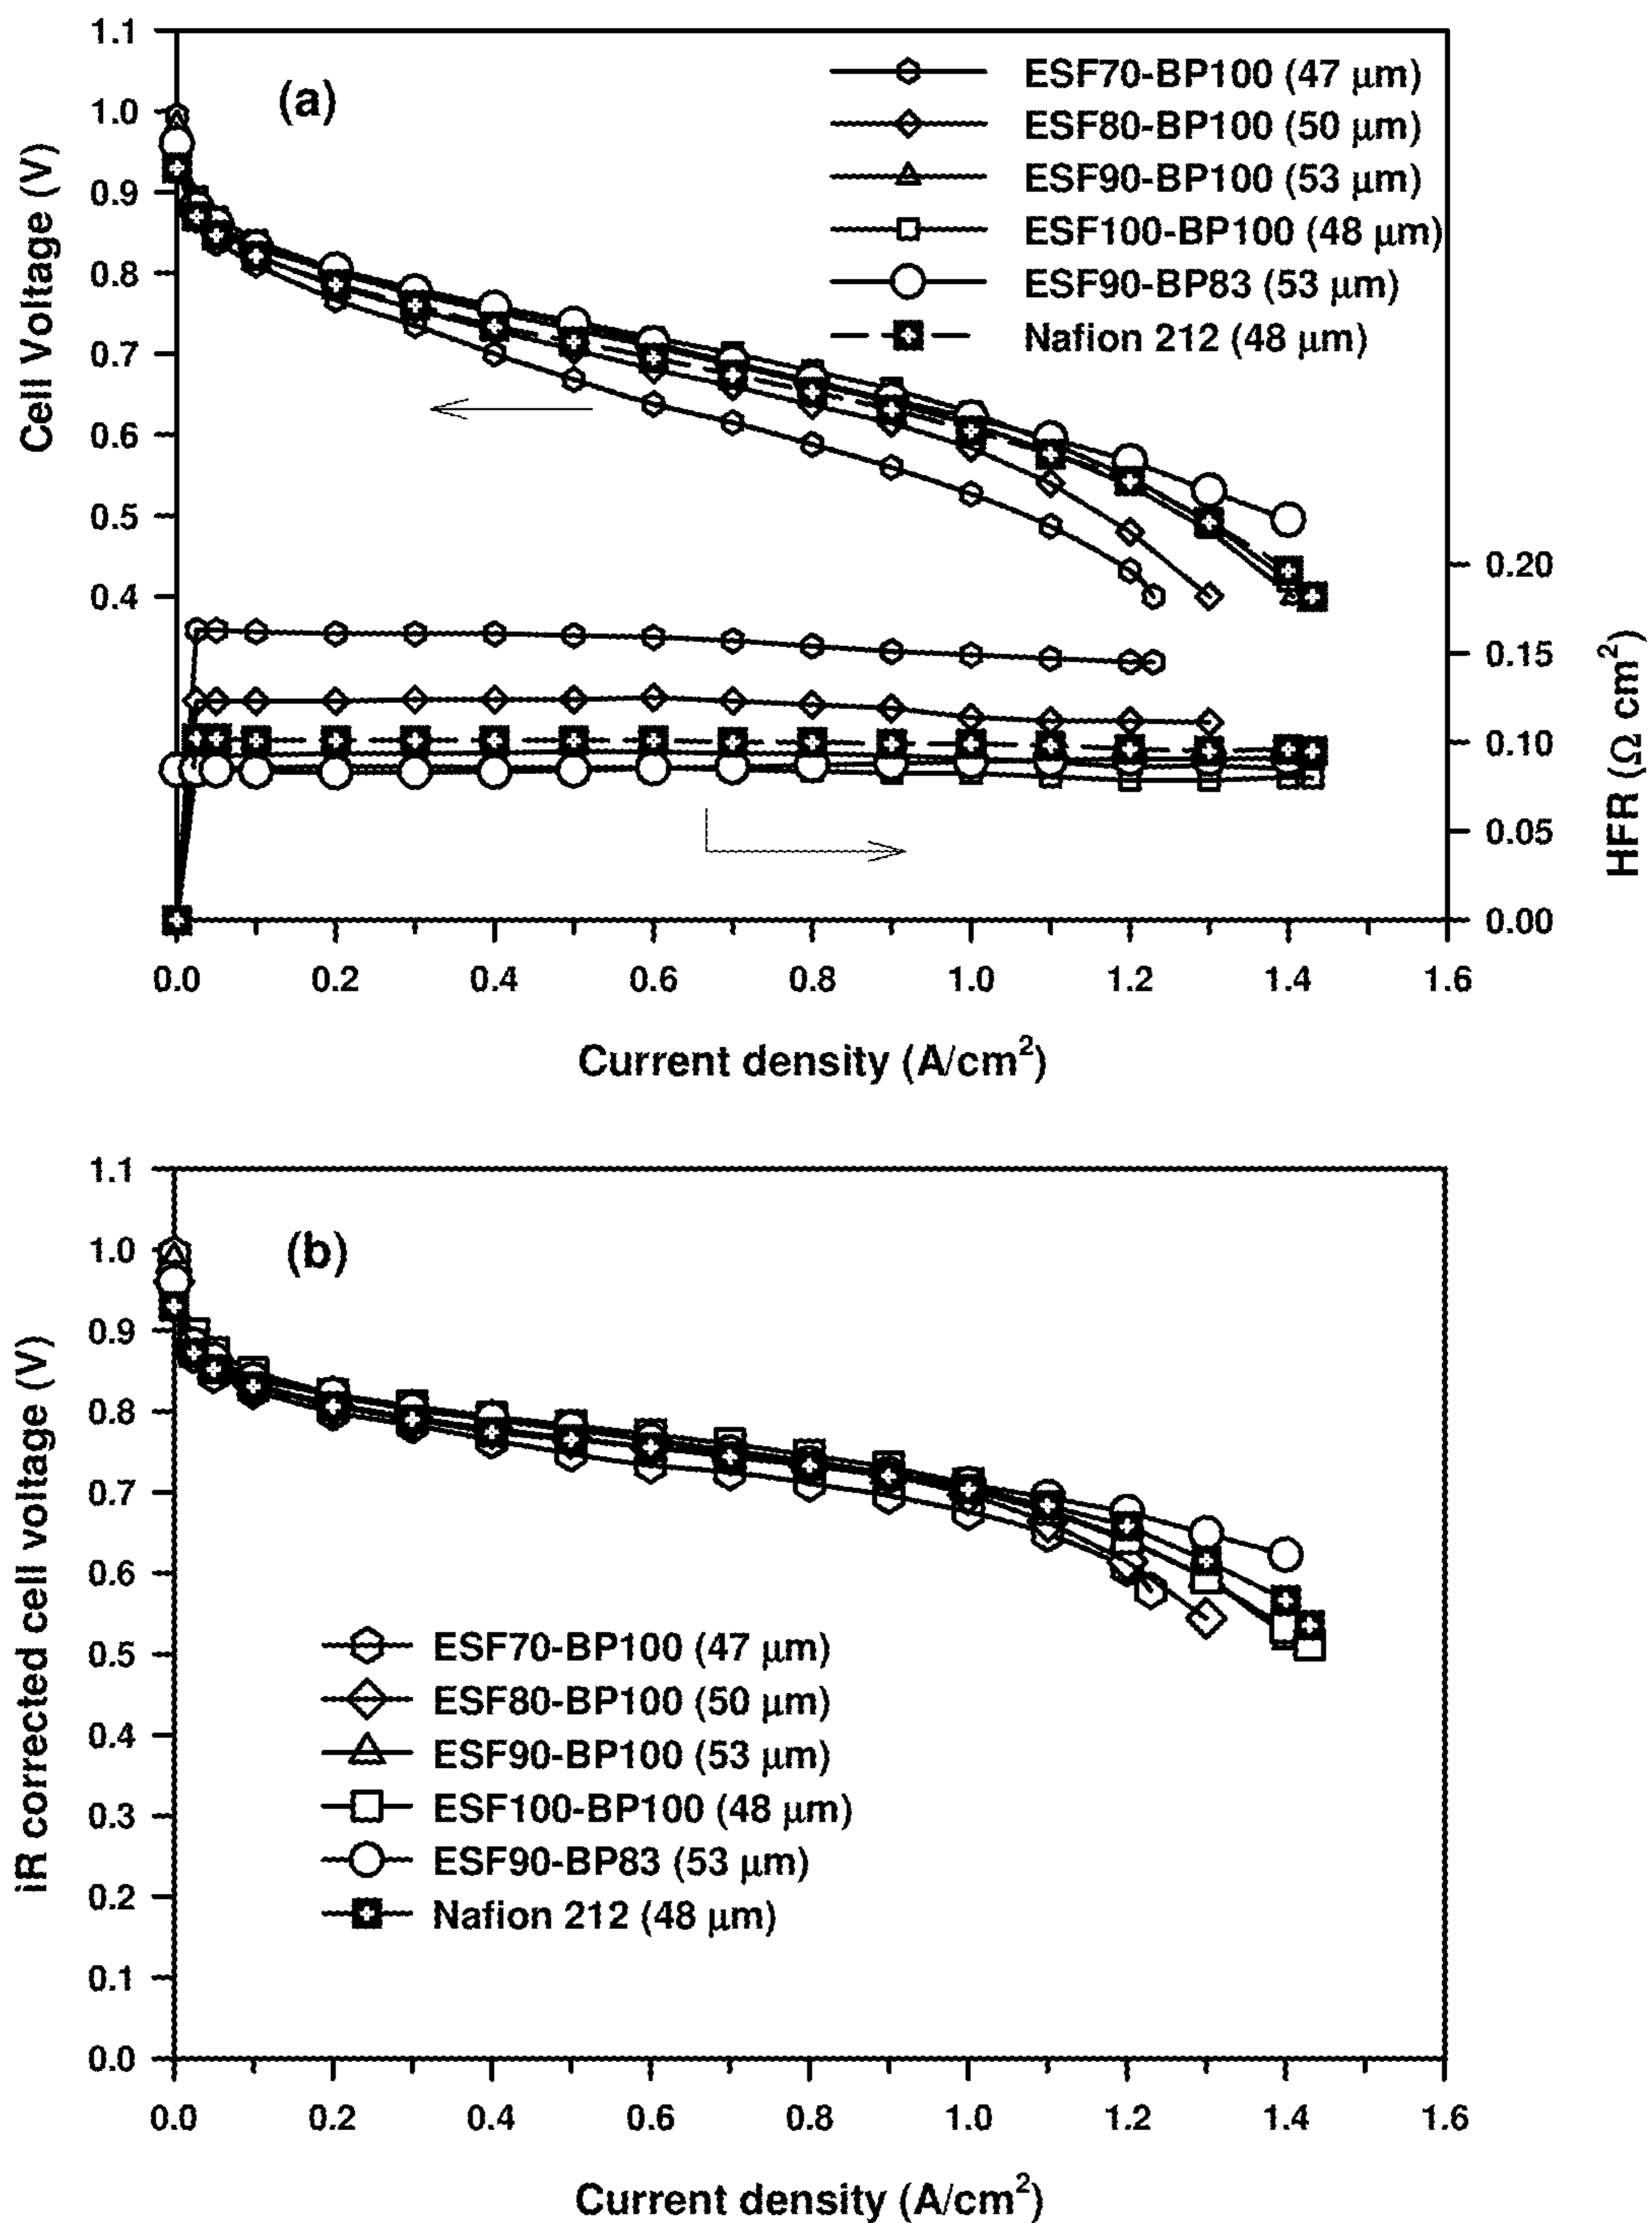 1.1
1.0
0.9
0.8
0.7
0.6
0.5
0.4
Cell Voltage (V)
(a)
ESF70-BP100 (47 μm)
ESF80-BP100 (50 μm)
ESF90-BP100 (53 μm)
ESF100-BP100 (48 μm)
ESF90-BP83 (53 μm)
Nafion 212 (48 μm)
0.20
0.15
0.10
0.05
0.00
HFR (Ω cm²)
0.0 0.2 0.4 0.6 0.8 1.0 1.2 1.4 1.6
Current density (A/cm²)
1.1
1.0
0.9
0.8
0.7
0.6
0.5
0.4
0.3
0.2
0.1
0.0
iR corrected cell voltage (V)
(b)
ESF70-BP100 (47 μm)
ESF80-BP100 (50 μm)
ESF90-BP100 (53 μm)
ESF100-BP100 (48 μm)
ESF90-BP83 (53 μm)
Nafion 212 (48 μm)
0.0 0.2 0.4 0.6 0.8 1.0 1.2 1.4 1.6
Current density (A/cm²)